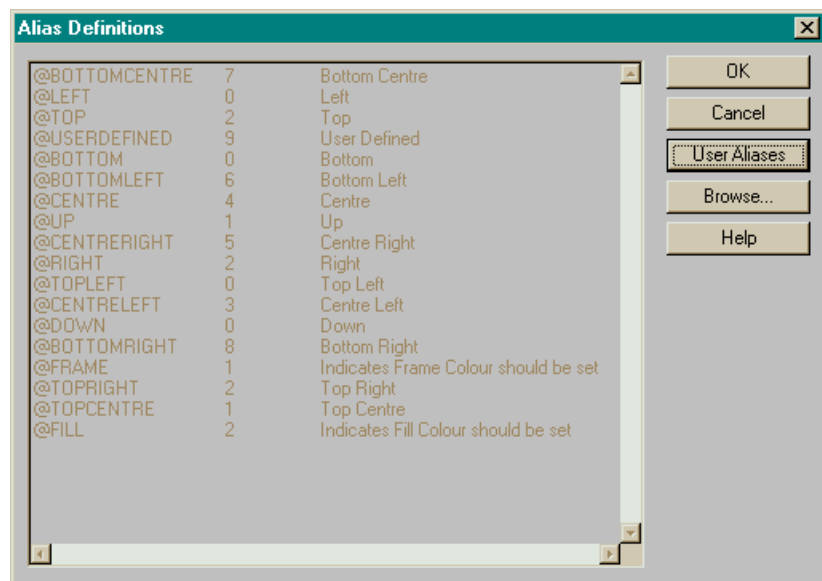 Alias Definitions
@BOTTOMCENTRE 7 Bottom Centre
@LEFT 0 Left
@TOP 2 Top
@USERDEFINED 9 User Defined
@BOTTOM 0 Bottom
@BOTTOMLEFT 6 Bottom Left
@CENTRE 4 Centre
@UP 1 Up
@CENTRERIGHT 5 Centre Right
@RIGHT 2 Right
@TOPLEFT 0 Top Left
@CENTRELEFT 3 Centre Left
@DOWN 0 Down
@BOTTOMRIGHT 8 Bottom Right
@FRAME 1 Indicates Frame Colour should be set
@TOPRIGHT 2 Top Right
@TOPCENTRE 1 Top Centre
@FILL 2 Indicates Fill Colour should be set
OK
Cancel
User Aliases
Browse...
Help